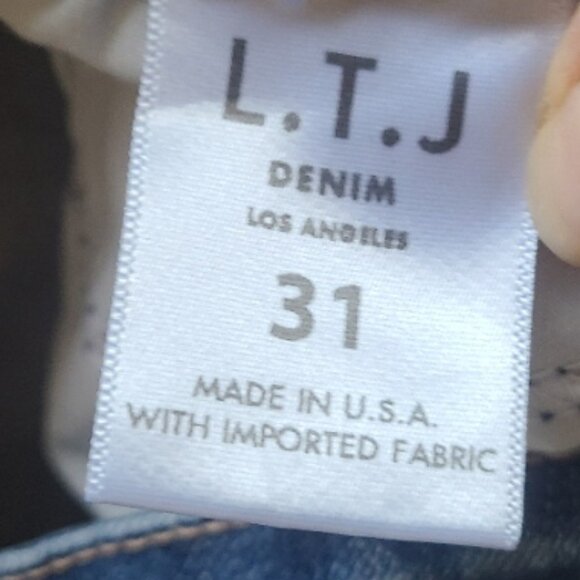 L.T.J
DENIM
LOS ANGELES
31
MADE IN U.S.A.
WITH IMPORTED FABRIC